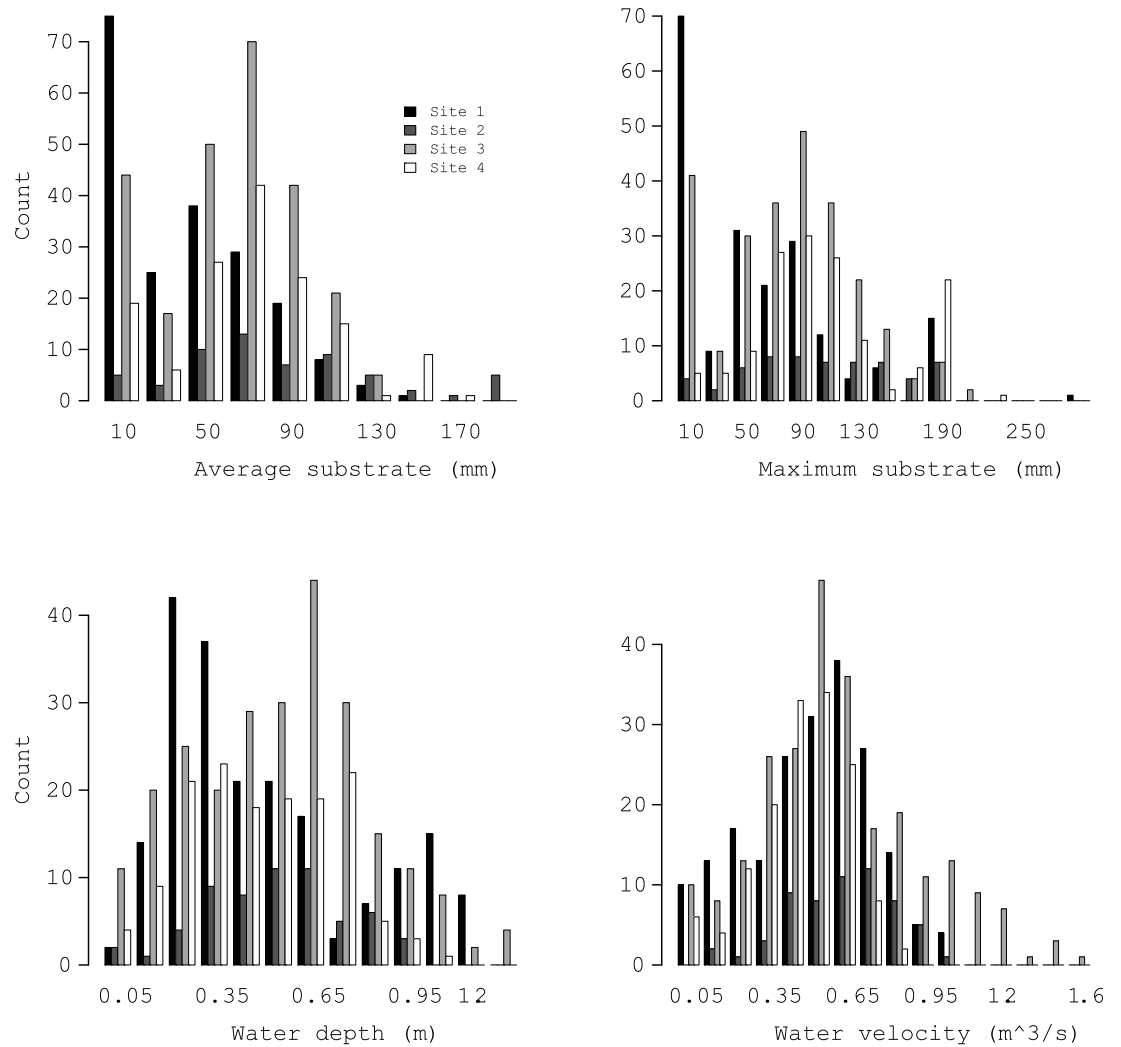 70
60
50
40
30
20
10
0
Count
Site 1
Site 2
Site 3
Site 4
10 50 90 130 170
Average substrate (mm)
70
60
50
40
30
20
10
0
10 50 90 130 190 250
Maximum substrate (mm)
40
30
20
10
0
Count
0.05 0.35 0.65 0.95 1.2
Water depth (m)
40
30
20
10
0
0.05 0.35 0.65 0.95 1.2 1.6
Water velocity (m^3/s)